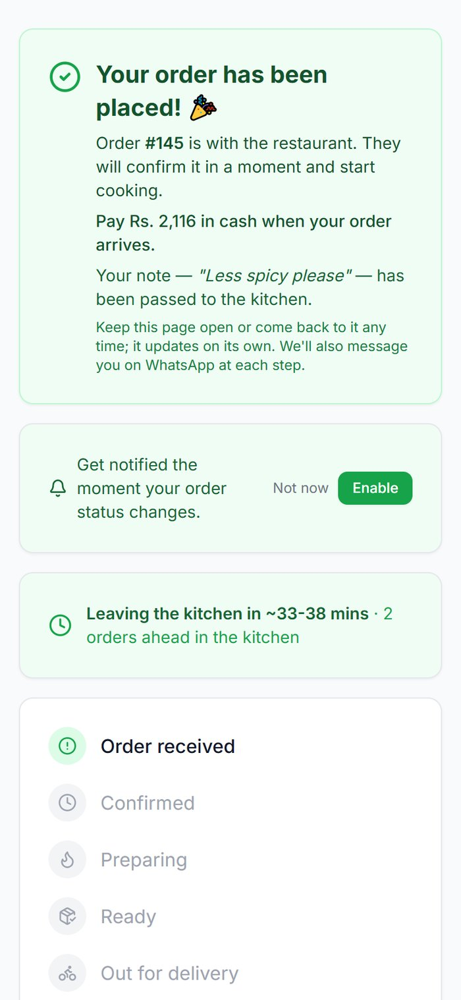 Your order has been
placed! 🎉
Order #145 is with the restaurant. They
will confirm it in a moment and start
cooking.
Pay Rs. 2,116 in cash when your order
arrives.
Your note — "Less spicy please" — has
been passed to the kitchen.
Keep this page open or come back to it any
time; it updates on its own. We'll also message
you on WhatsApp at each step.
Get notified the
moment your order
status changes.
Not now
Enable
Leaving the kitchen in ~33-38 mins · 2
orders ahead in the kitchen
Order received
Confirmed
Preparing
Ready
Out for delivery